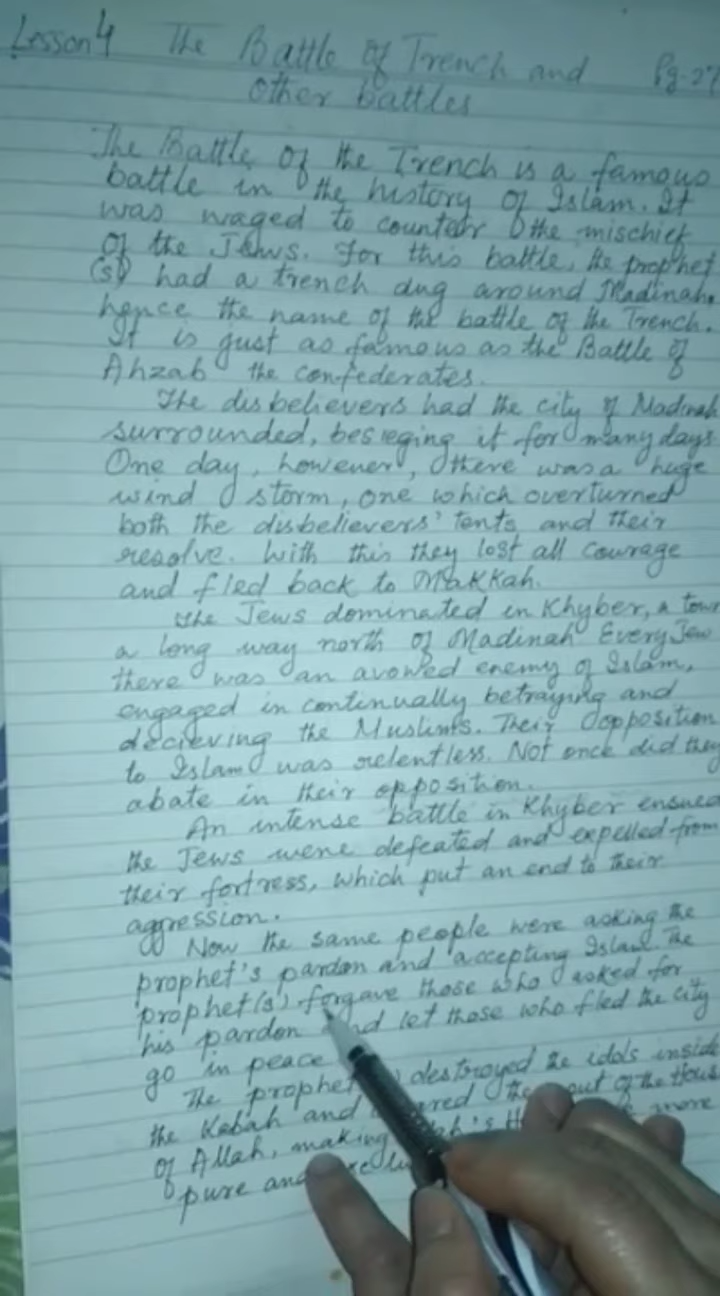 Lesson 4 The Battle of Trench and Pg-27
Other battles
The Battle of the Trench is a famous
battle in the history of Islam. It
was waged to counter the mischief
of the Jews. For this battle, the prophet
(s) had a trench dug around Madinah,
hence the name of the battle of the Trench.
It is just as famous as the Battle of
Ahzab the confederates.
The disbelievers had the city of Madinah
surrounded, besieging it for many days
One day, however, there was a huge
wind storm, one which overturned
both the disbelievers' tents and their
resolve. With this they lost all courage
and fled back to Makkah.
The Jews dominated in Khyber, a town
a long way north of Madinah Every Jew
there was an avowed enemy of Islam,
engaged in continually betraying and
decieving the Muslims. Their opposition
to Islam was relentless. Not once did they
abate in their opposition.
An intense battle in Khyber ensued
the Jews were defeated and expelled from
their fortress, which put an end to their
aggression.
Now the same people were asking the
prophet's pardon and accepting Islam. The
prophet (s) forgave those who asked for
his pardon and let those who fled the city
go in peace
The prophet destroyed the idols inside
the Kabah and out of the
of Allah, making more
pure and